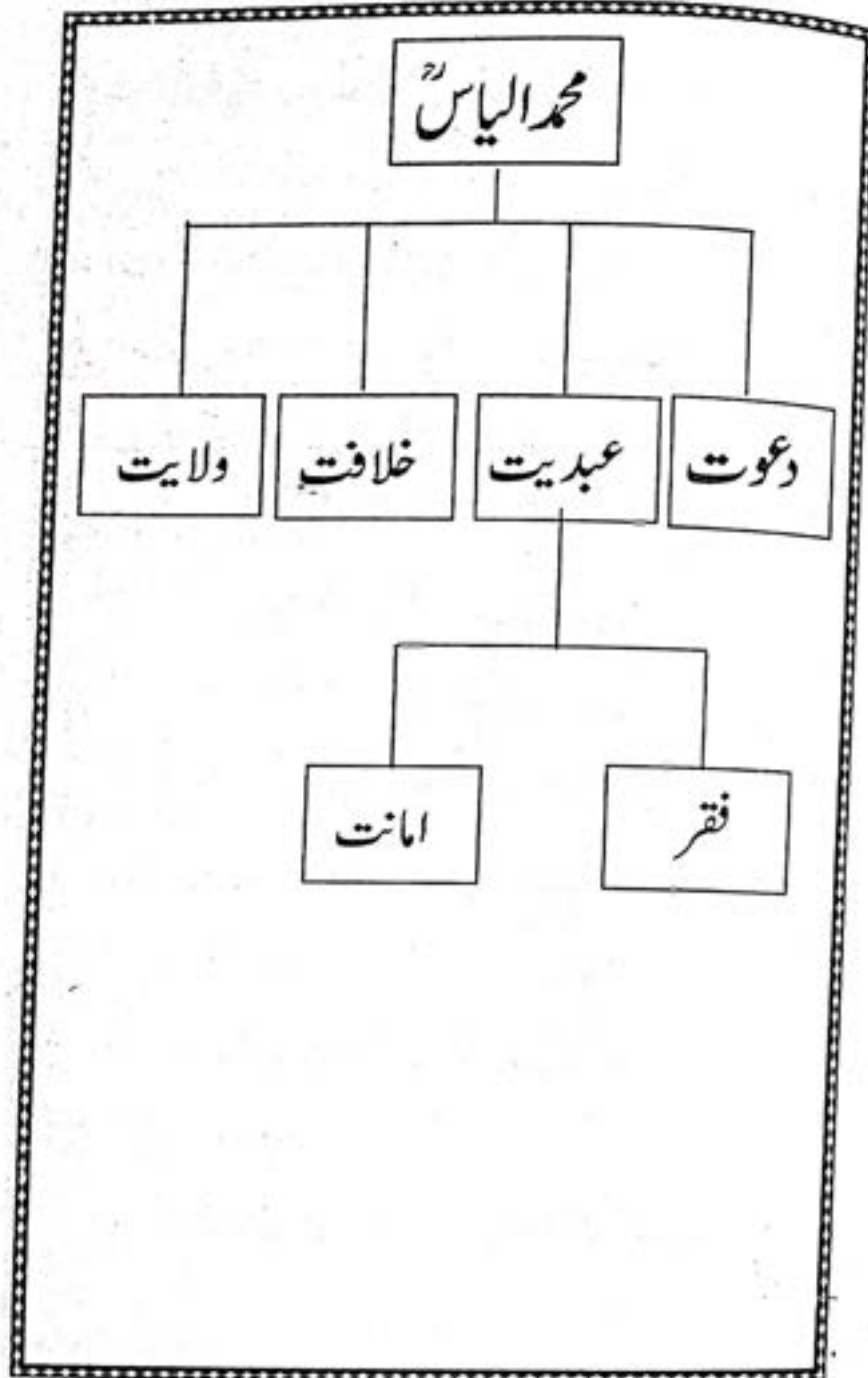 محمد الیاسؒ
دعوت عبدیت خلافت ولایت
فقر امانت